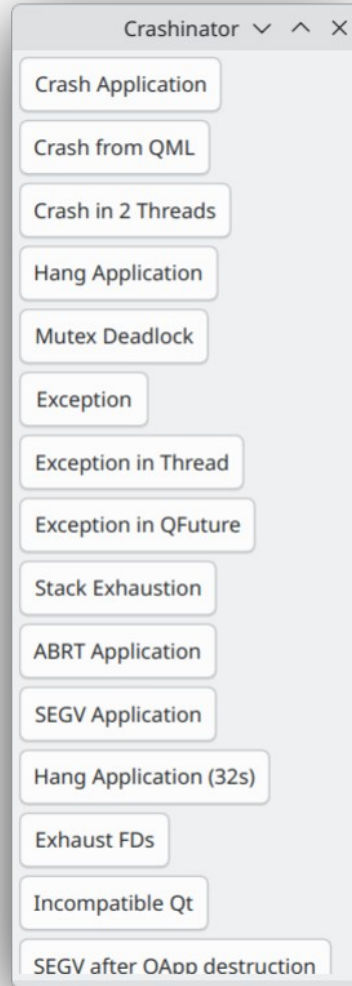 Crashinator
Crash Application
Crash from QML
Crash in 2 Threads
Hang Application
Mutex Deadlock
Exception
Exception in Thread
Exception in QFuture
Stack Exhaustion
ABRT Application
SEGV Application
Hang Application (32s)
Exhaust FDs
Incompatible Qt
SEGV after QApp destruction